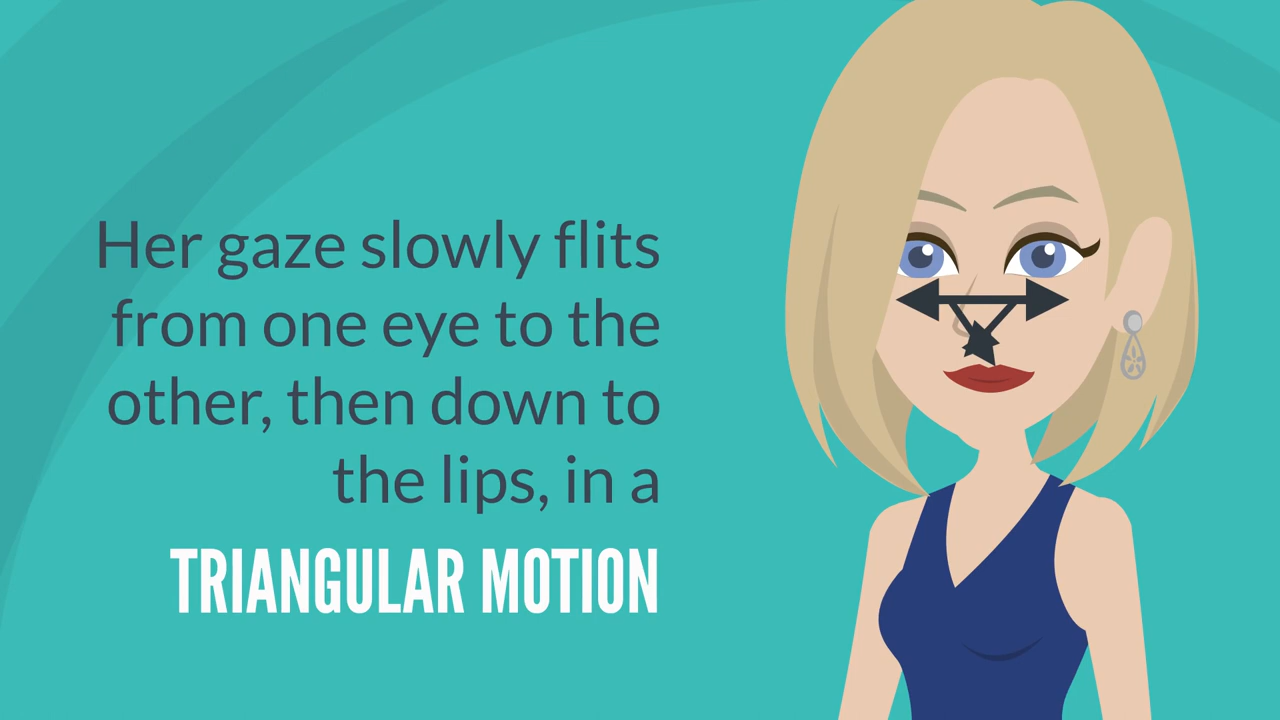 Her gaze slowly flits
from one eye to the
other, then down to
the lips, in a
TRIANGULAR MOTION